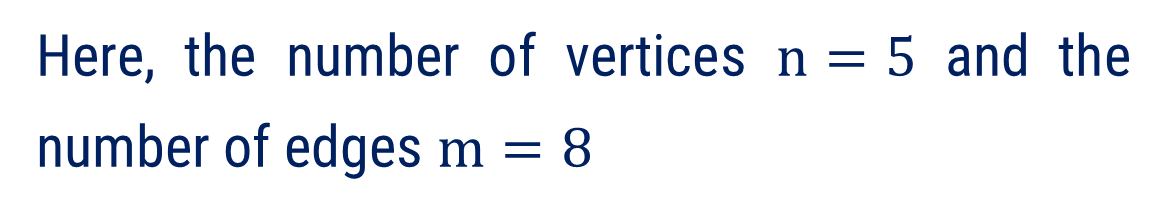 Here, the number of vertices n = 5 and the
number of edges m = 8